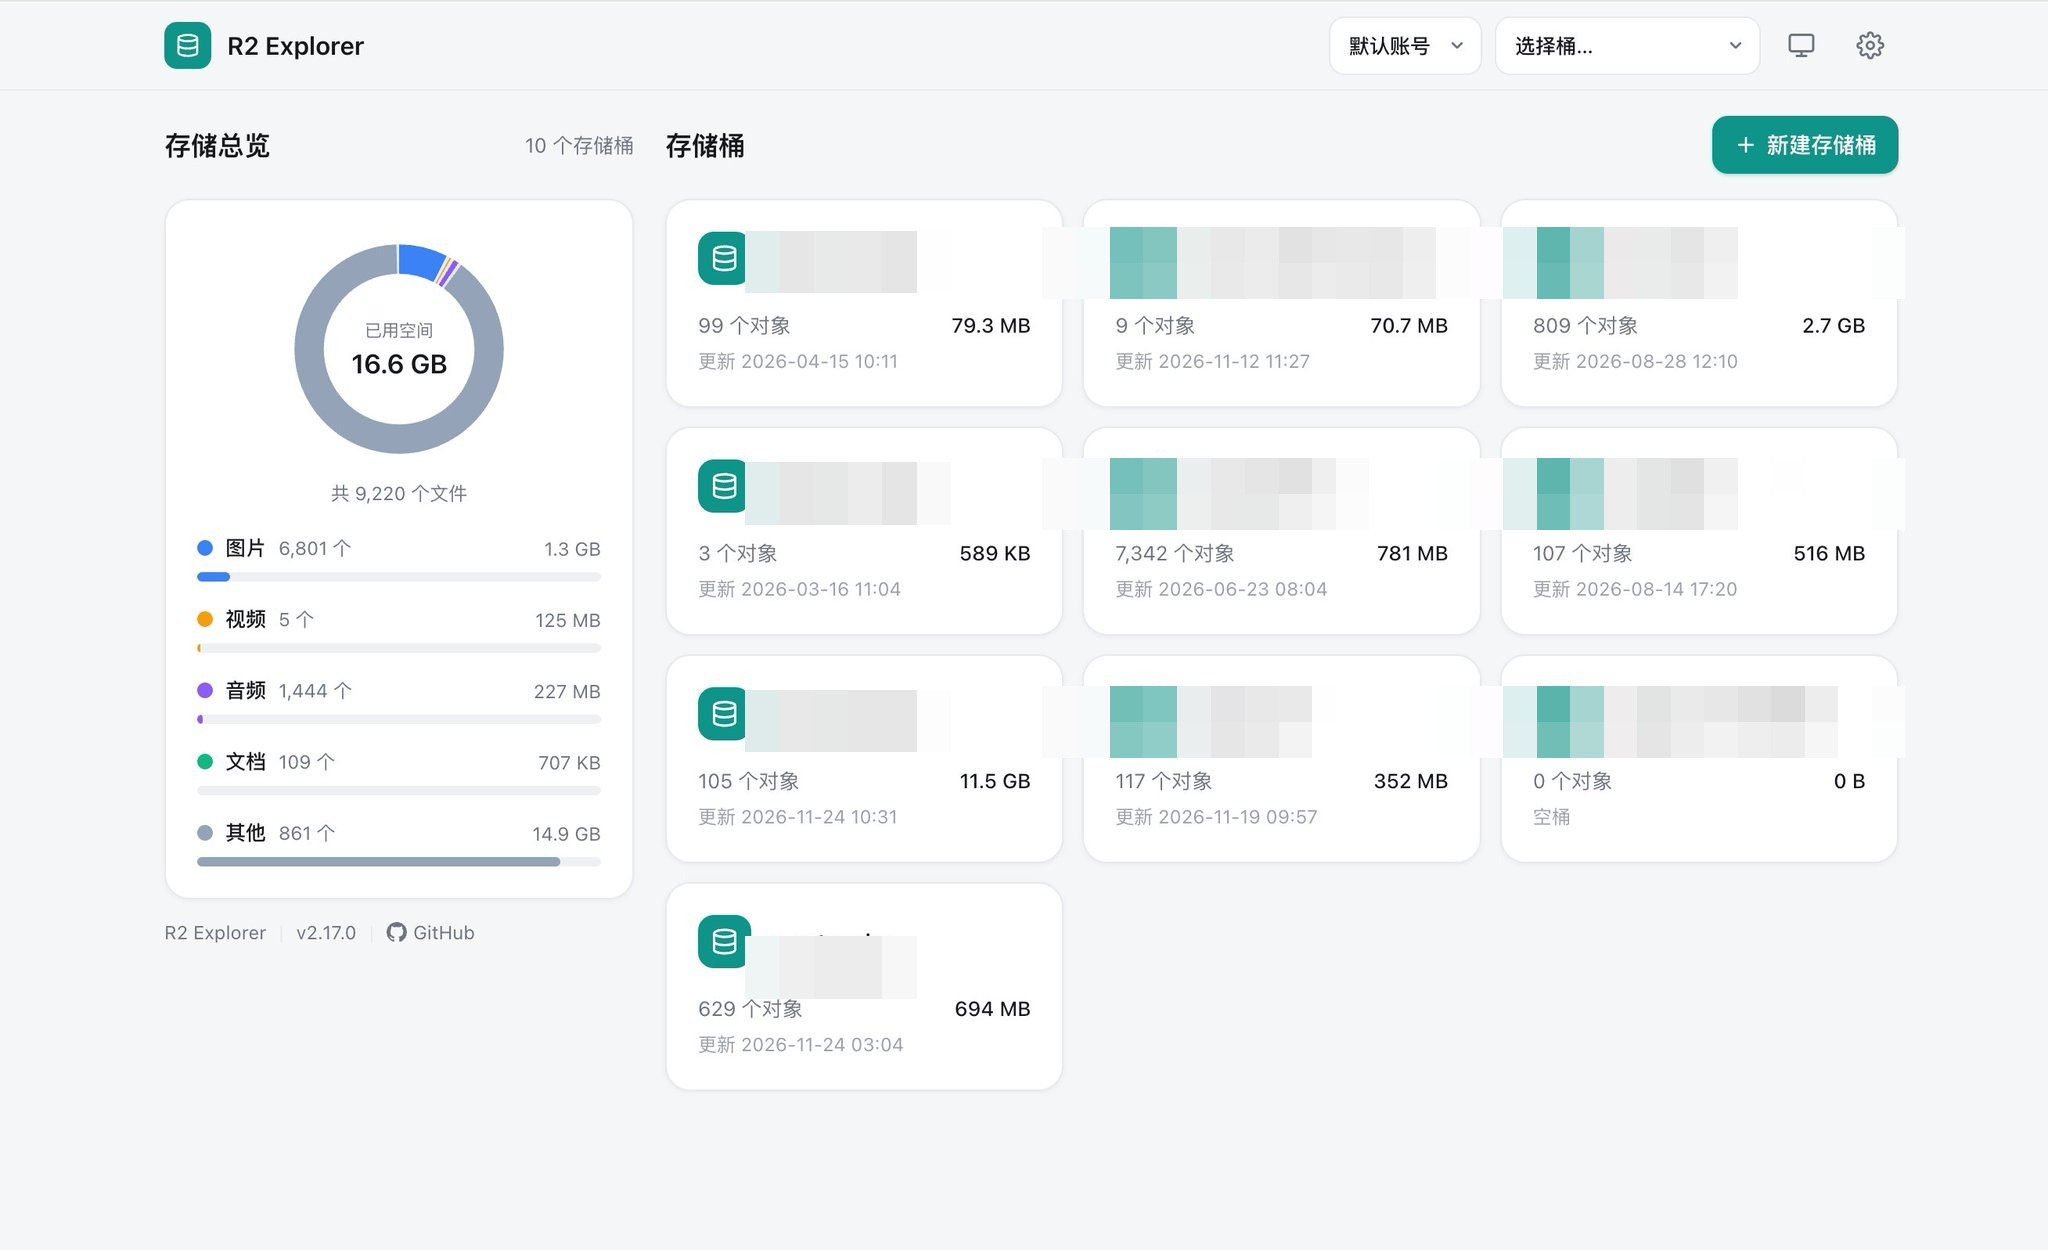 R2 Explorer
默认账号
选择桶...
存储总览
10 个存储桶
已用空间
16.6 GB
共 9,220 个文件
图片 6,801 个 1.3 GB
视频 5 个 125 MB
音频 1,444 个 227 MB
文档 109 个 707 KB
其他 861 个 14.9 GB
R2 Explorer
v2.17.0
GitHub
存储桶
+ 新建存储桶
99 个对象 79.3 MB
更新 2026-04-15 10:11
9 个对象 70.7 MB
更新 2026-11-12 11:27
809 个对象 2.7 GB
更新 2026-08-28 12:10
3 个对象 589 KB
更新 2026-03-16 11:04
7,342 个对象 781 MB
更新 2026-06-23 08:04
107 个对象 516 MB
更新 2026-08-14 17:20
105 个对象 11.5 GB
更新 2026-11-24 10:31
117 个对象 352 MB
更新 2026-11-19 09:57
0 个对象 0 B
空桶
629 个对象 694 MB
更新 2026-11-24 03:04